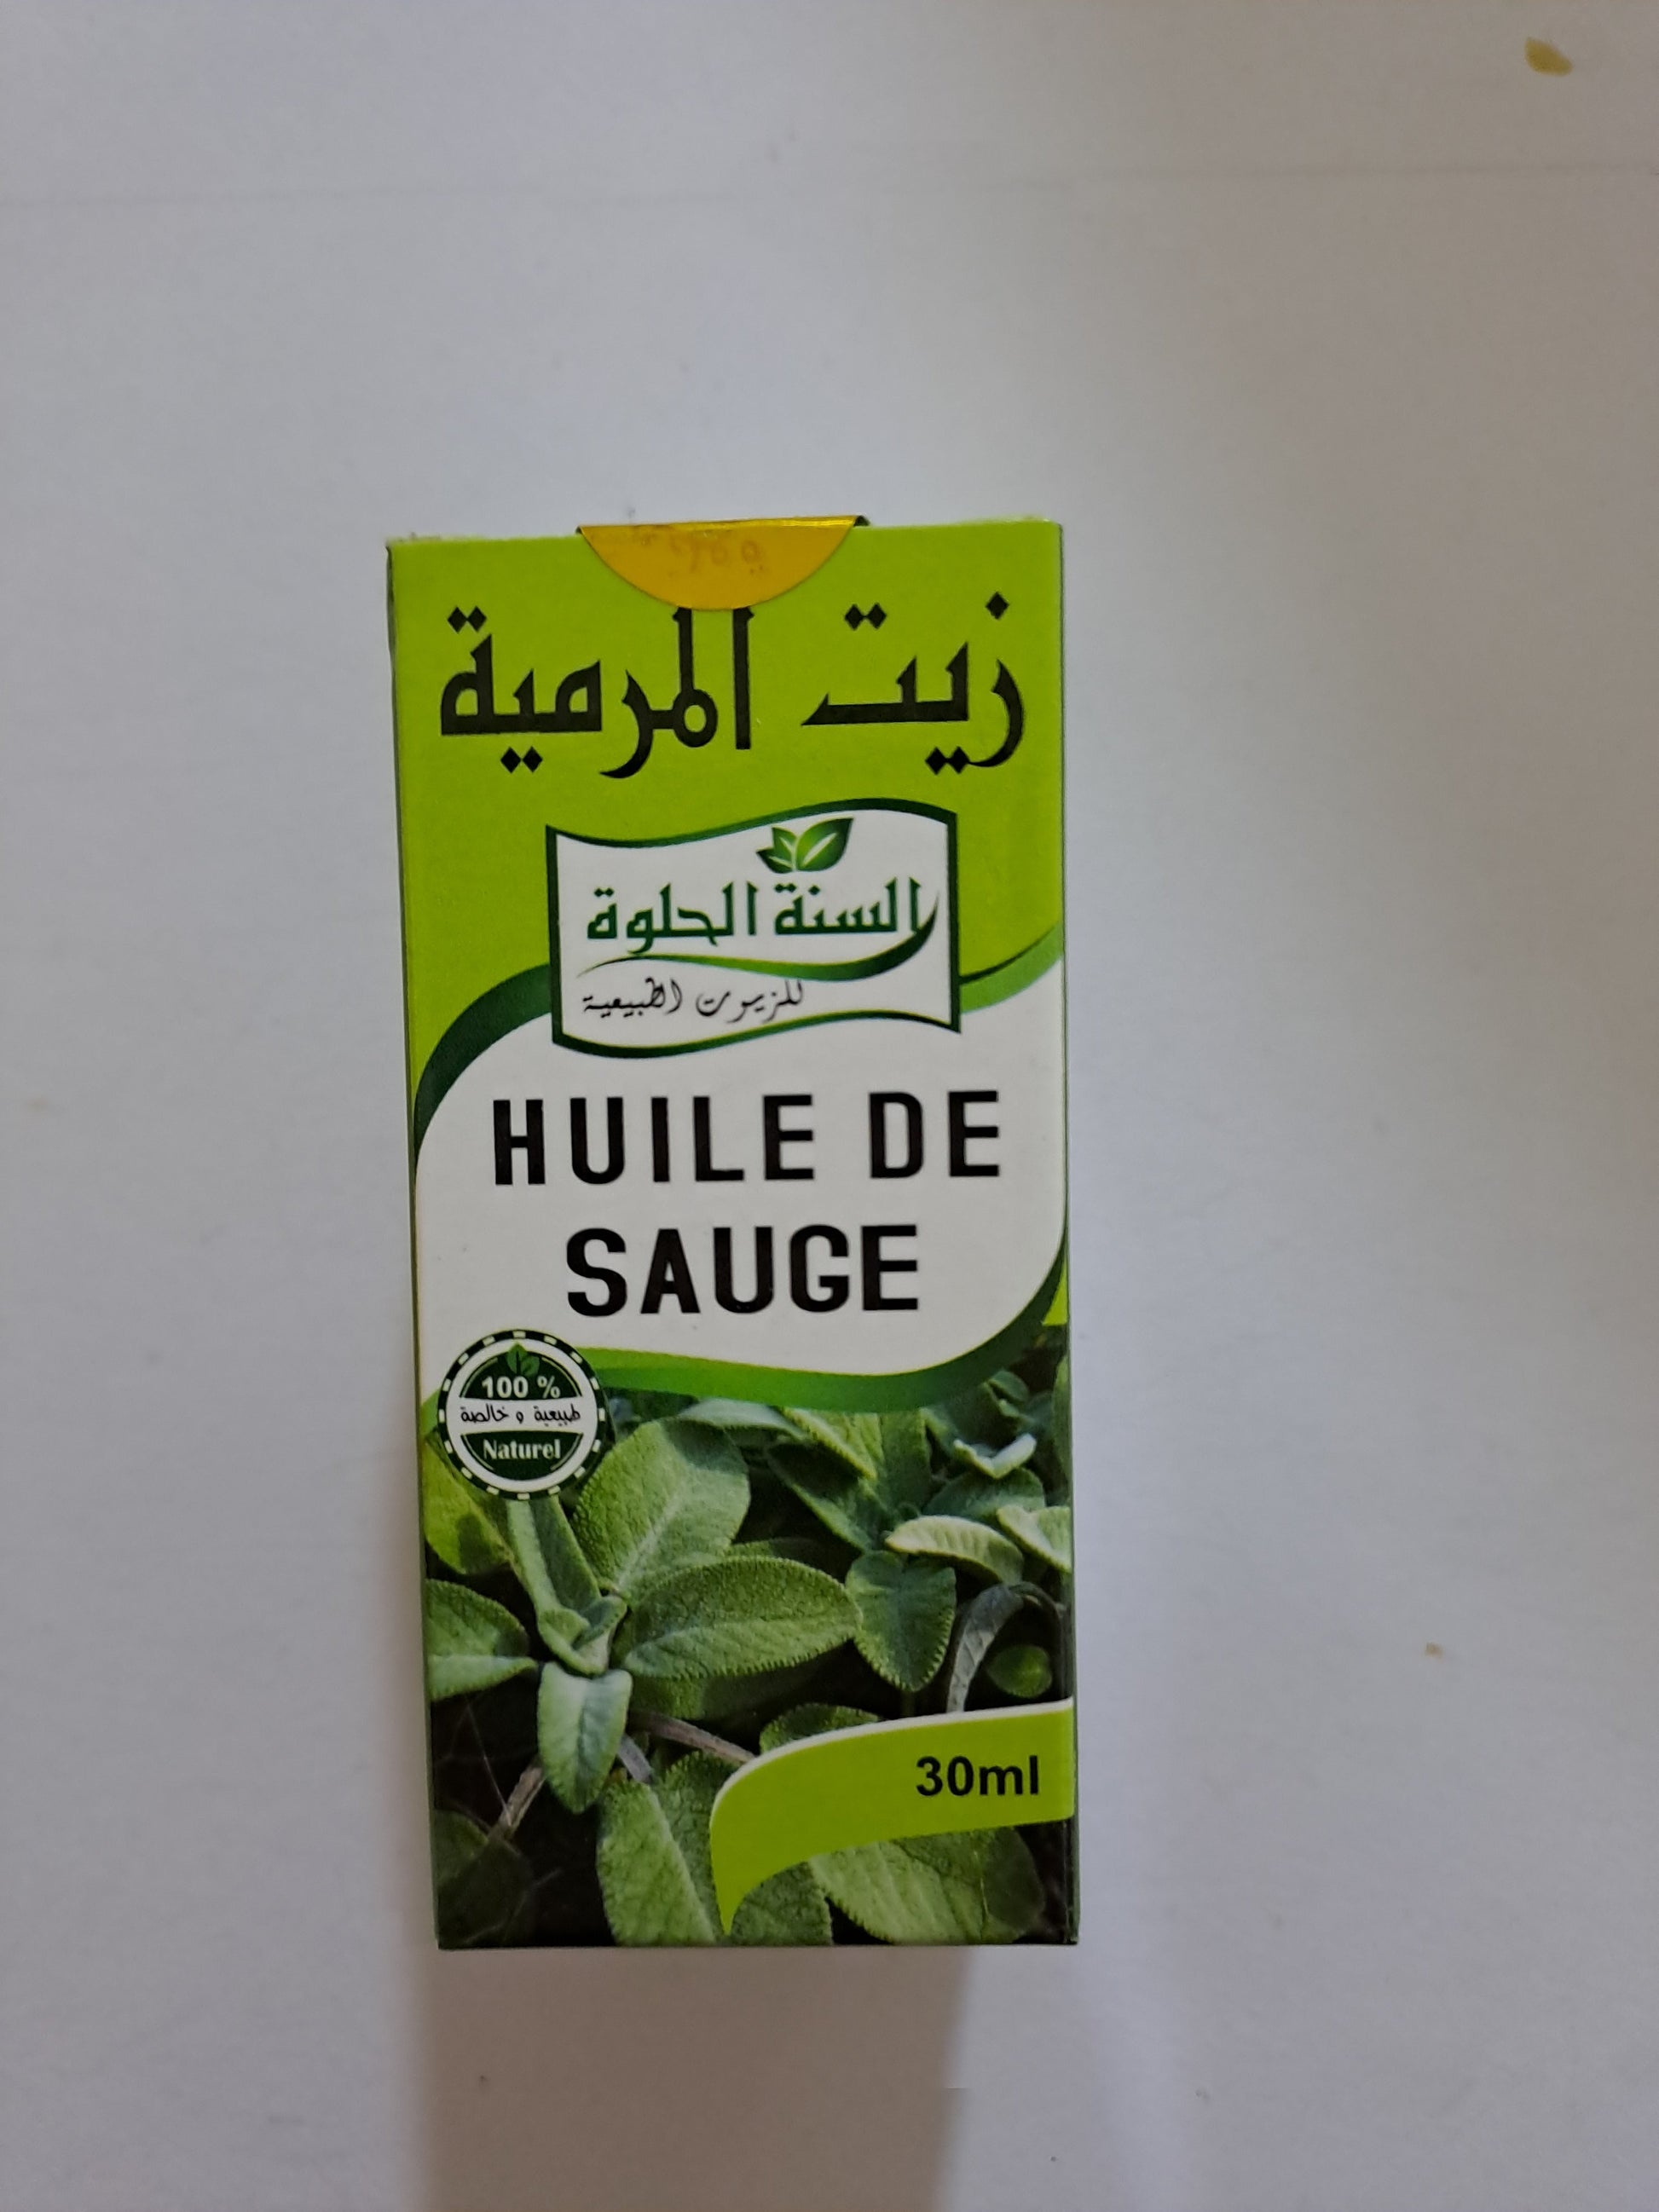 زيت المرمية
السنة الحلوة
للزيوت الطبيعية
HUILE DE
SAUGE
100 %
طبيعية و خالصة
Naturel
30ml